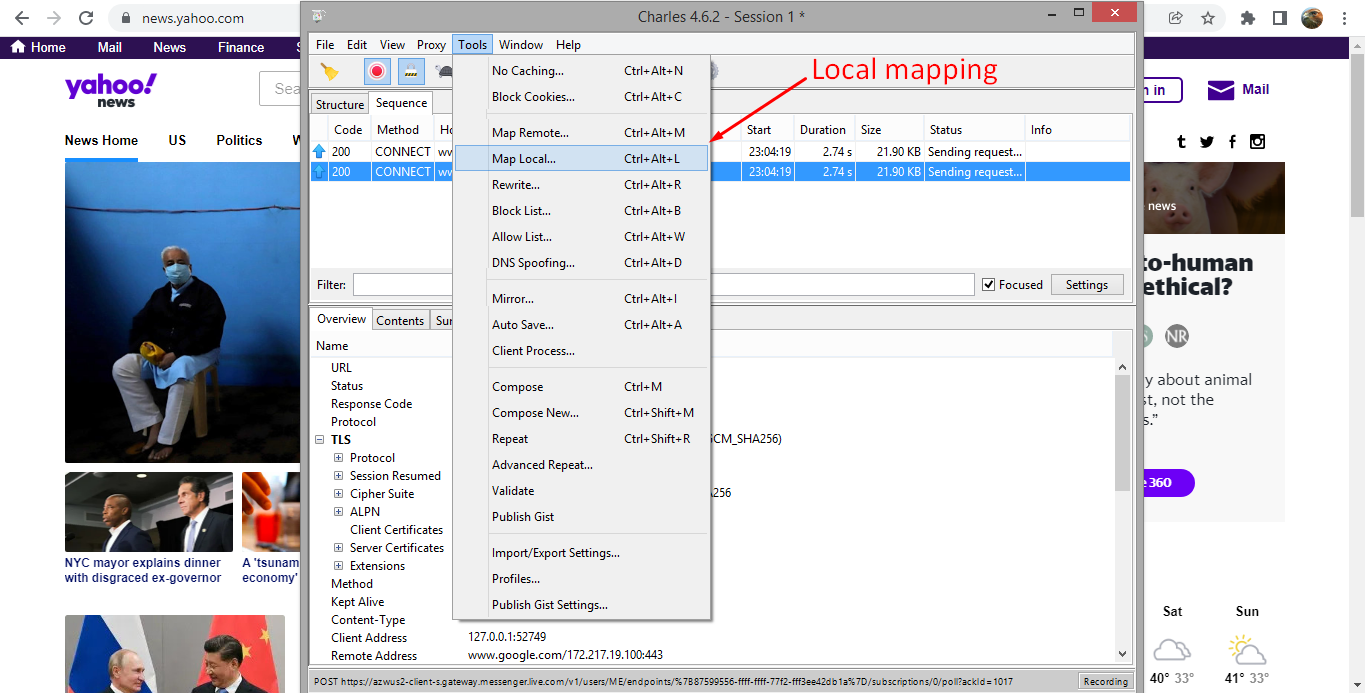 news.yahoo.com
Home
Mail
News
Finance
yahoo!
news
Sea
News Home
US
Politics
NYC mayor explains dinner
with disgraced ex-governor
A 'tsunam
economy'
Charles 4.6.2 - Session 1 *
File Edit View Proxy Tools Window Help
Structure Sequence
Code Method Start Duration Size Status Info
200 CONNECT ww 23:04:19 2.74 s 21.90 KB Sending request...
200 CONNECT ww 23:04:19 2.74 s 21.90 KB Sending request...
Filter: Focused Settings
Overview Contents Sur
Name
URL
Status
Response Code
Protocol
TLS
Protocol
Session Resumed
Cipher Suite
ALPN
Client Certificates
Server Certificates
Extensions
Method
Kept Alive
Content-Type
Client Address 127.0.0.1:52749
Remote Address www.google.com/172.217.19.100:443
GCM_SHA256)
A256
No Caching... Ctrl+Alt+N
Block Cookies... Ctrl+Alt+C
Map Remote... Ctrl+Alt+M
Map Local... Ctrl+Alt+L
Rewrite... Ctrl+Alt+R
Block List... Ctrl+Alt+B
Allow List... Ctrl+Alt+W
DNS Spoofing... Ctrl+Alt+D
Mirror... Ctrl+Alt+I
Auto Save... Ctrl+Alt+A
Client Process...
Compose Ctrl+M
Compose New... Ctrl+Shift+M
Repeat Ctrl+Shift+R
Advanced Repeat...
Validate
Publish Gist
Import/Export Settings...
Profiles...
Publish Gist Settings...
Local mapping
POST https://azwus2-client-s.gateway.messenger.live.com/v1/users/ME/endpoints/%7B87599556-ffff-ffff-77f2-fff3ee42db1a%7D/subscriptions/0/poll?ackId=1017
Recording
n in
Mail
news
to-human
ethical?
NR
y about animal
st, not the
s.”
e 360
Sat Sun
40° 33° 41° 33°